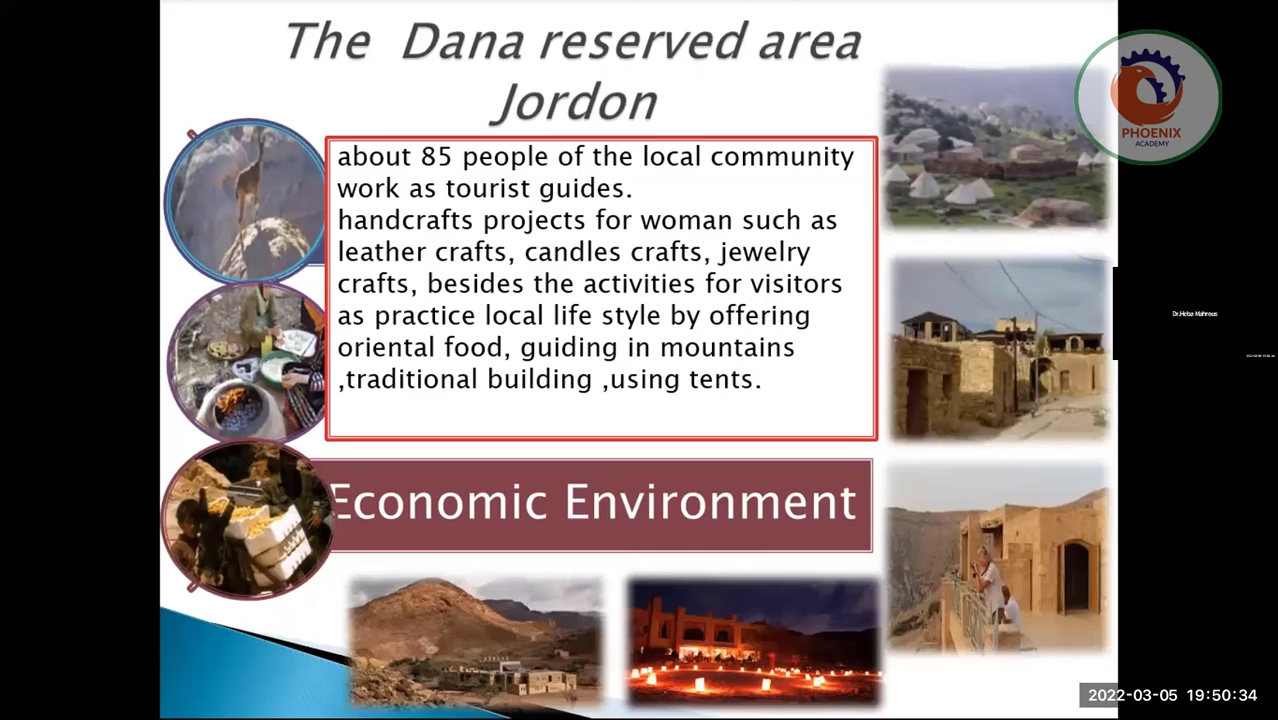 The Dana reserved area
Jordon
about 85 people of the local community
work as tourist guides.
handcrafts projects for woman such as
leather crafts, candles crafts, jewelry
crafts, besides the activities for visitors
as practice local life style by offering
oriental food, guiding in mountains
,traditional building ,using tents.
Economic Environment
PHOENIX
ACADEMY
Dr.Heba Mahrous
2022-03-05 19:50:34